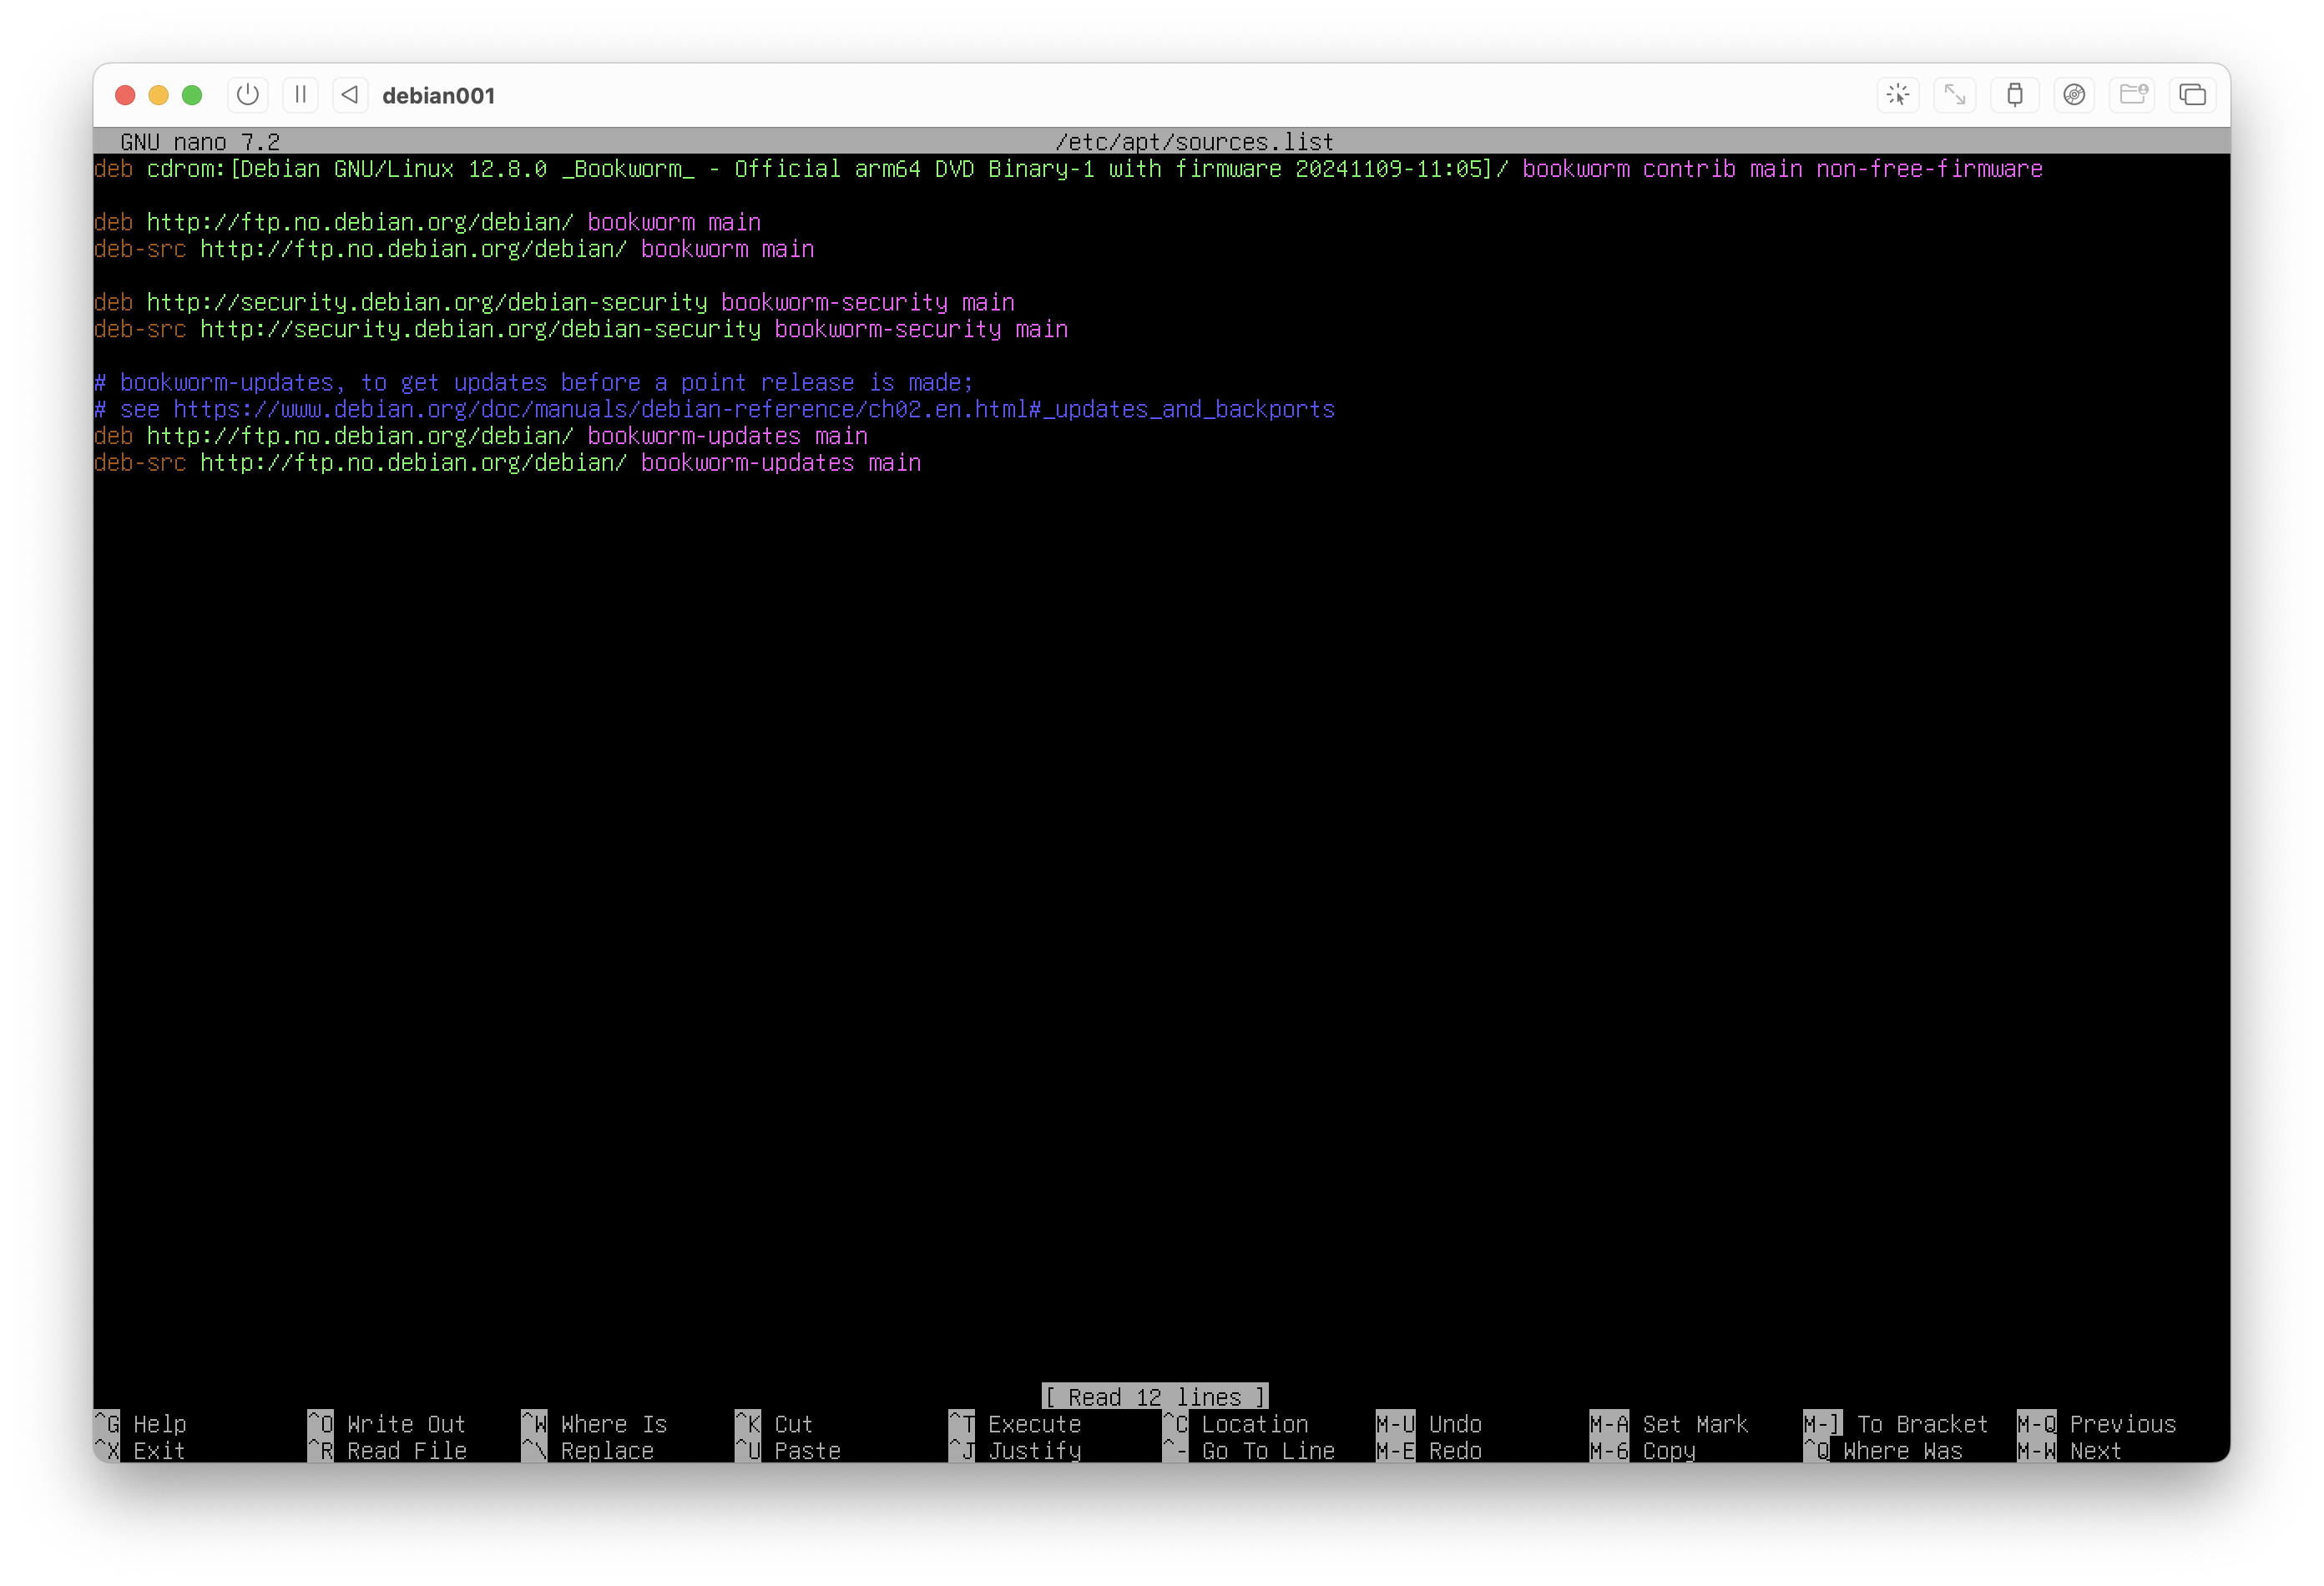 debian001
GNU nano 7.2 /etc/apt/sources.list
deb cdrom:[Debian GNU/Linux 12.8.0 _Bookworm_ - Official arm64 DVD Binary-1 with firmware 20241109-11:05]/ bookworm contrib main non-free-firmware
deb http://ftp.no.debian.org/debian/ bookworm main
deb-src http://ftp.no.debian.org/debian/ bookworm main
deb http://security.debian.org/debian-security bookworm-security main
deb-src http://security.debian.org/debian-security bookworm-security main
# bookworm-updates, to get updates before a point release is made;
# see https://www.debian.org/doc/manuals/debian-reference/ch02.en.html#_updates_and_backports
deb http://ftp.no.debian.org/debian/ bookworm-updates main
deb-src http://ftp.no.debian.org/debian/ bookworm-updates main
[ Read 12 lines ]
^G Help ^O Write Out ^W Where Is ^K Cut ^T Execute ^C Location M-U Undo M-A Set Mark M-] To Bracket M-Q Previous
^X Exit ^R Read File ^\ Replace ^U Paste ^J Justify ^- Go To Line M-E Redo M-6 Copy ^Q Where Was M-W Next